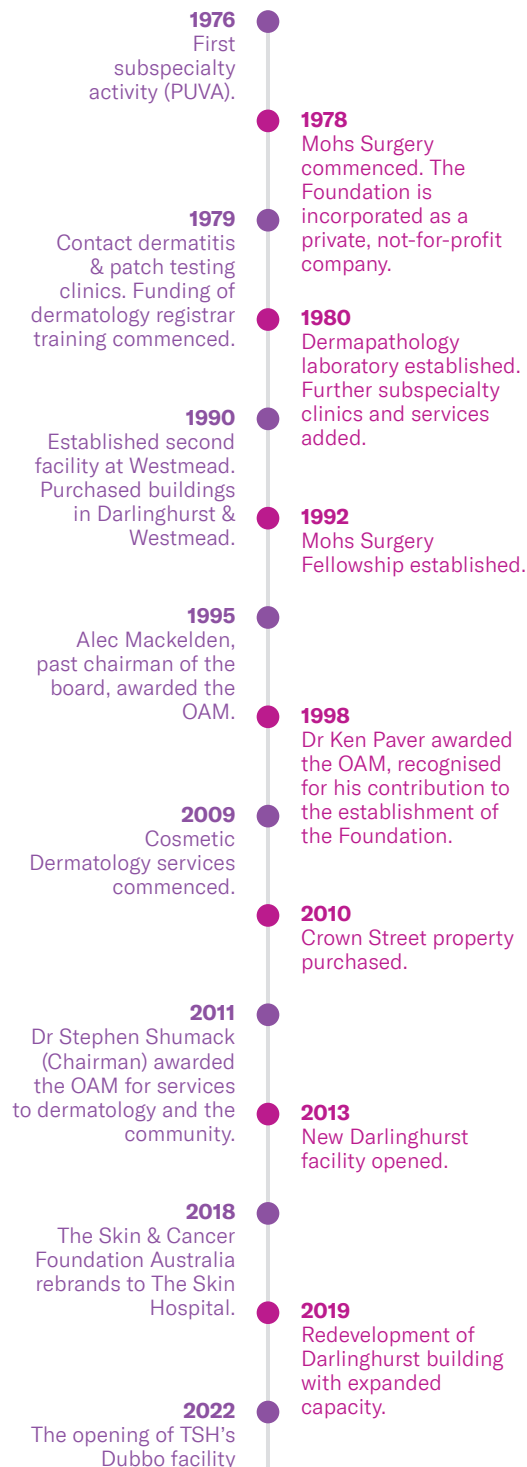 1976
First
subspecialty
activity (PUVA).
1978
Mohs Surgery
commenced. The
Foundation is
incorporated as a
private, not-for-profit
company.
1979
Contact dermatitis
& patch testing
clinics. Funding of
dermatology registrar
training commenced.
1980
Dermapathology
laboratory established.
Further subspecialty
clinics and services
added.
1990
Established second
facility at Westmead.
Purchased buildings
in Darlinghurst &
Westmead.
1992
Mohs Surgery
Fellowship established.
1995
Alec Mackelden,
past chairman of the
board, awarded the
OAM.
1998
Dr Ken Paver awarded
the OAM, recognised
for his contribution to
the establishment of
the Foundation.
2009
Cosmetic
Dermatology services
commenced.
2010
Crown Street property
purchased.
2011
Dr Stephen Shumack
(Chairman) awarded
the OAM for services
to dermatology and the
community.
2013
New Darlinghurst
facility opened.
2018
The Skin & Cancer
Foundation Australia
rebrands to The Skin
Hospital.
2019
Redevelopment of
Darlinghurst building
with expanded
capacity.
2022
The opening of TSH's
Dubbo facility